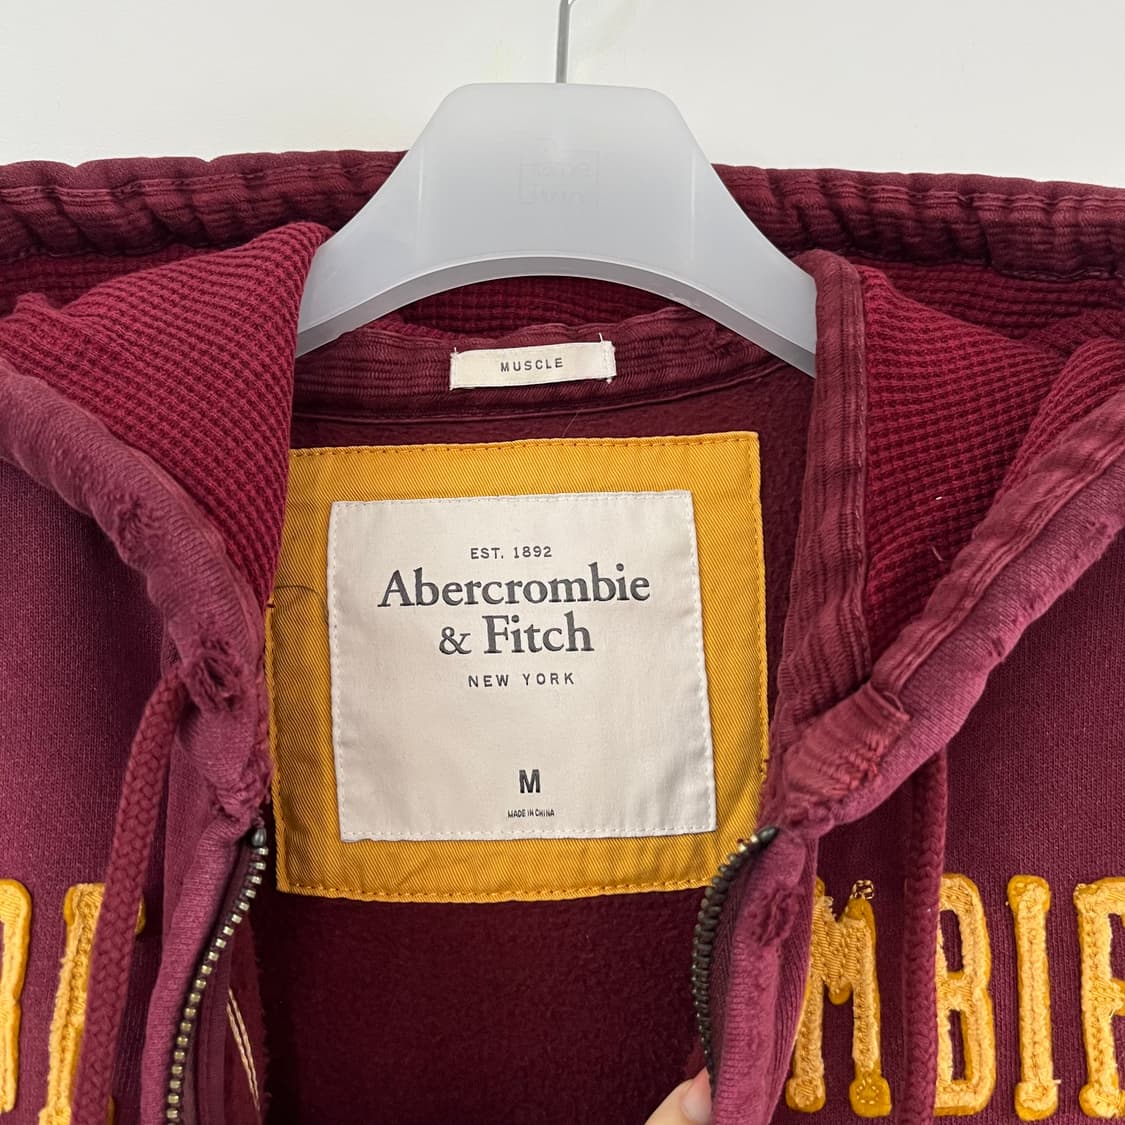 MUSCLE
EST. 1892
Abercrombie
& Fitch
NEW YORK
M
MADE IN CHINA
MBIE